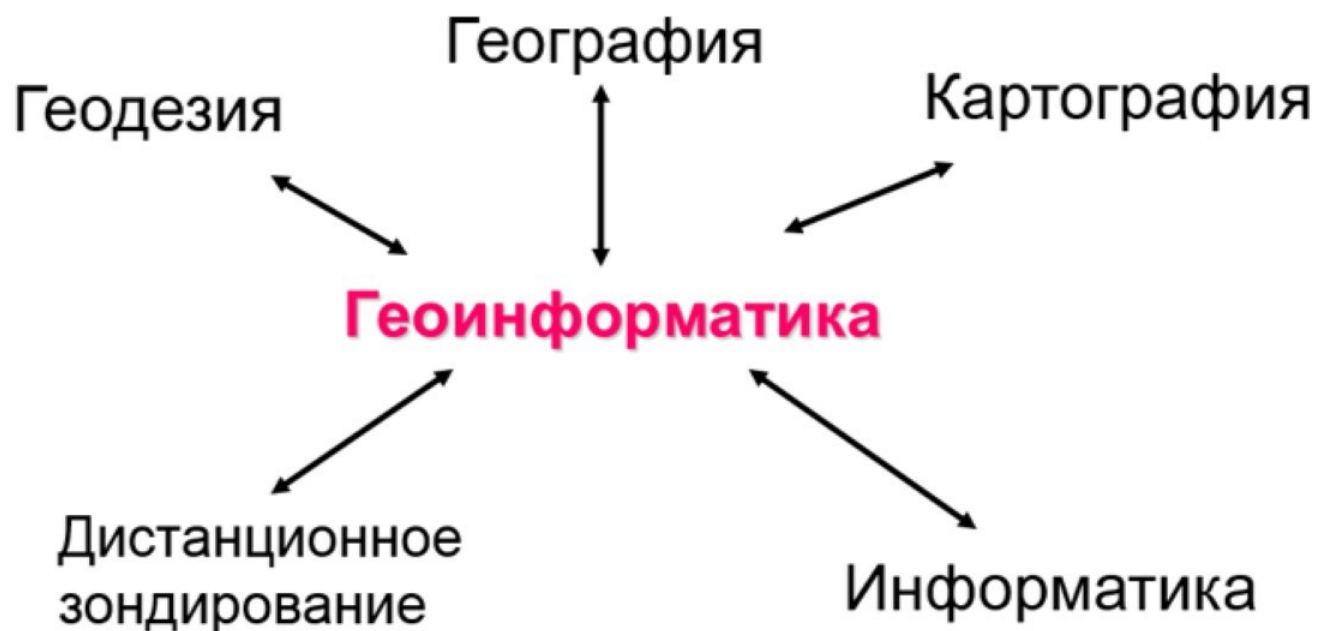 География
Геодезия
Картография
Геоинформатика
Дистанционное
зондирование
Информатика